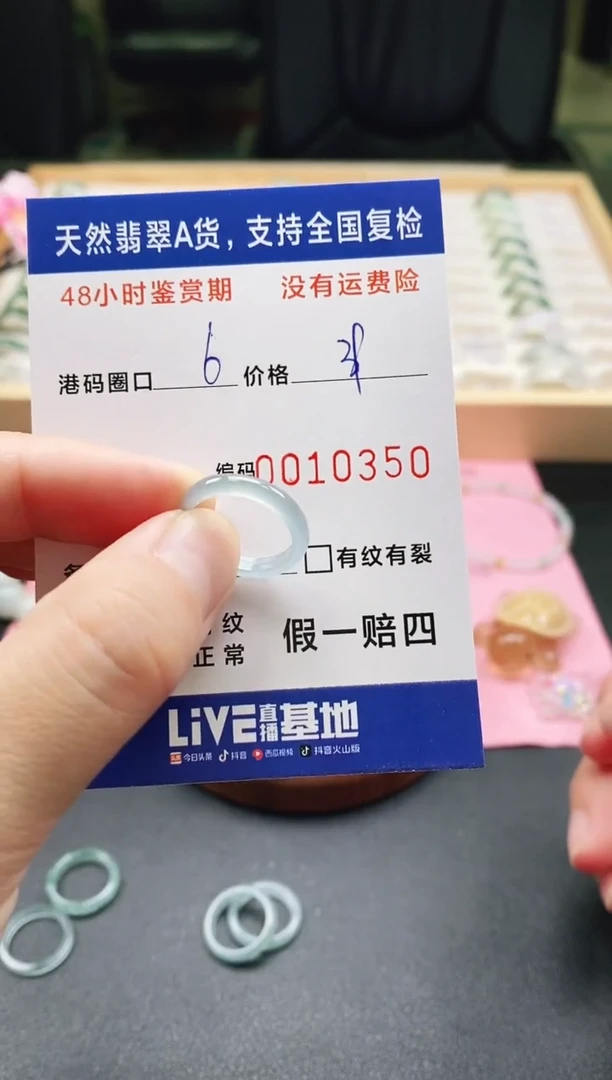 天然翡翠A货，支持全国复检
48小时鉴赏期 没有运费险
港码圈口 6 价格
编码0010350
有纹有裂
纹 假一赔四
正常
LiVE直播基地
今日头条 抖音 西瓜视频 抖音火山版